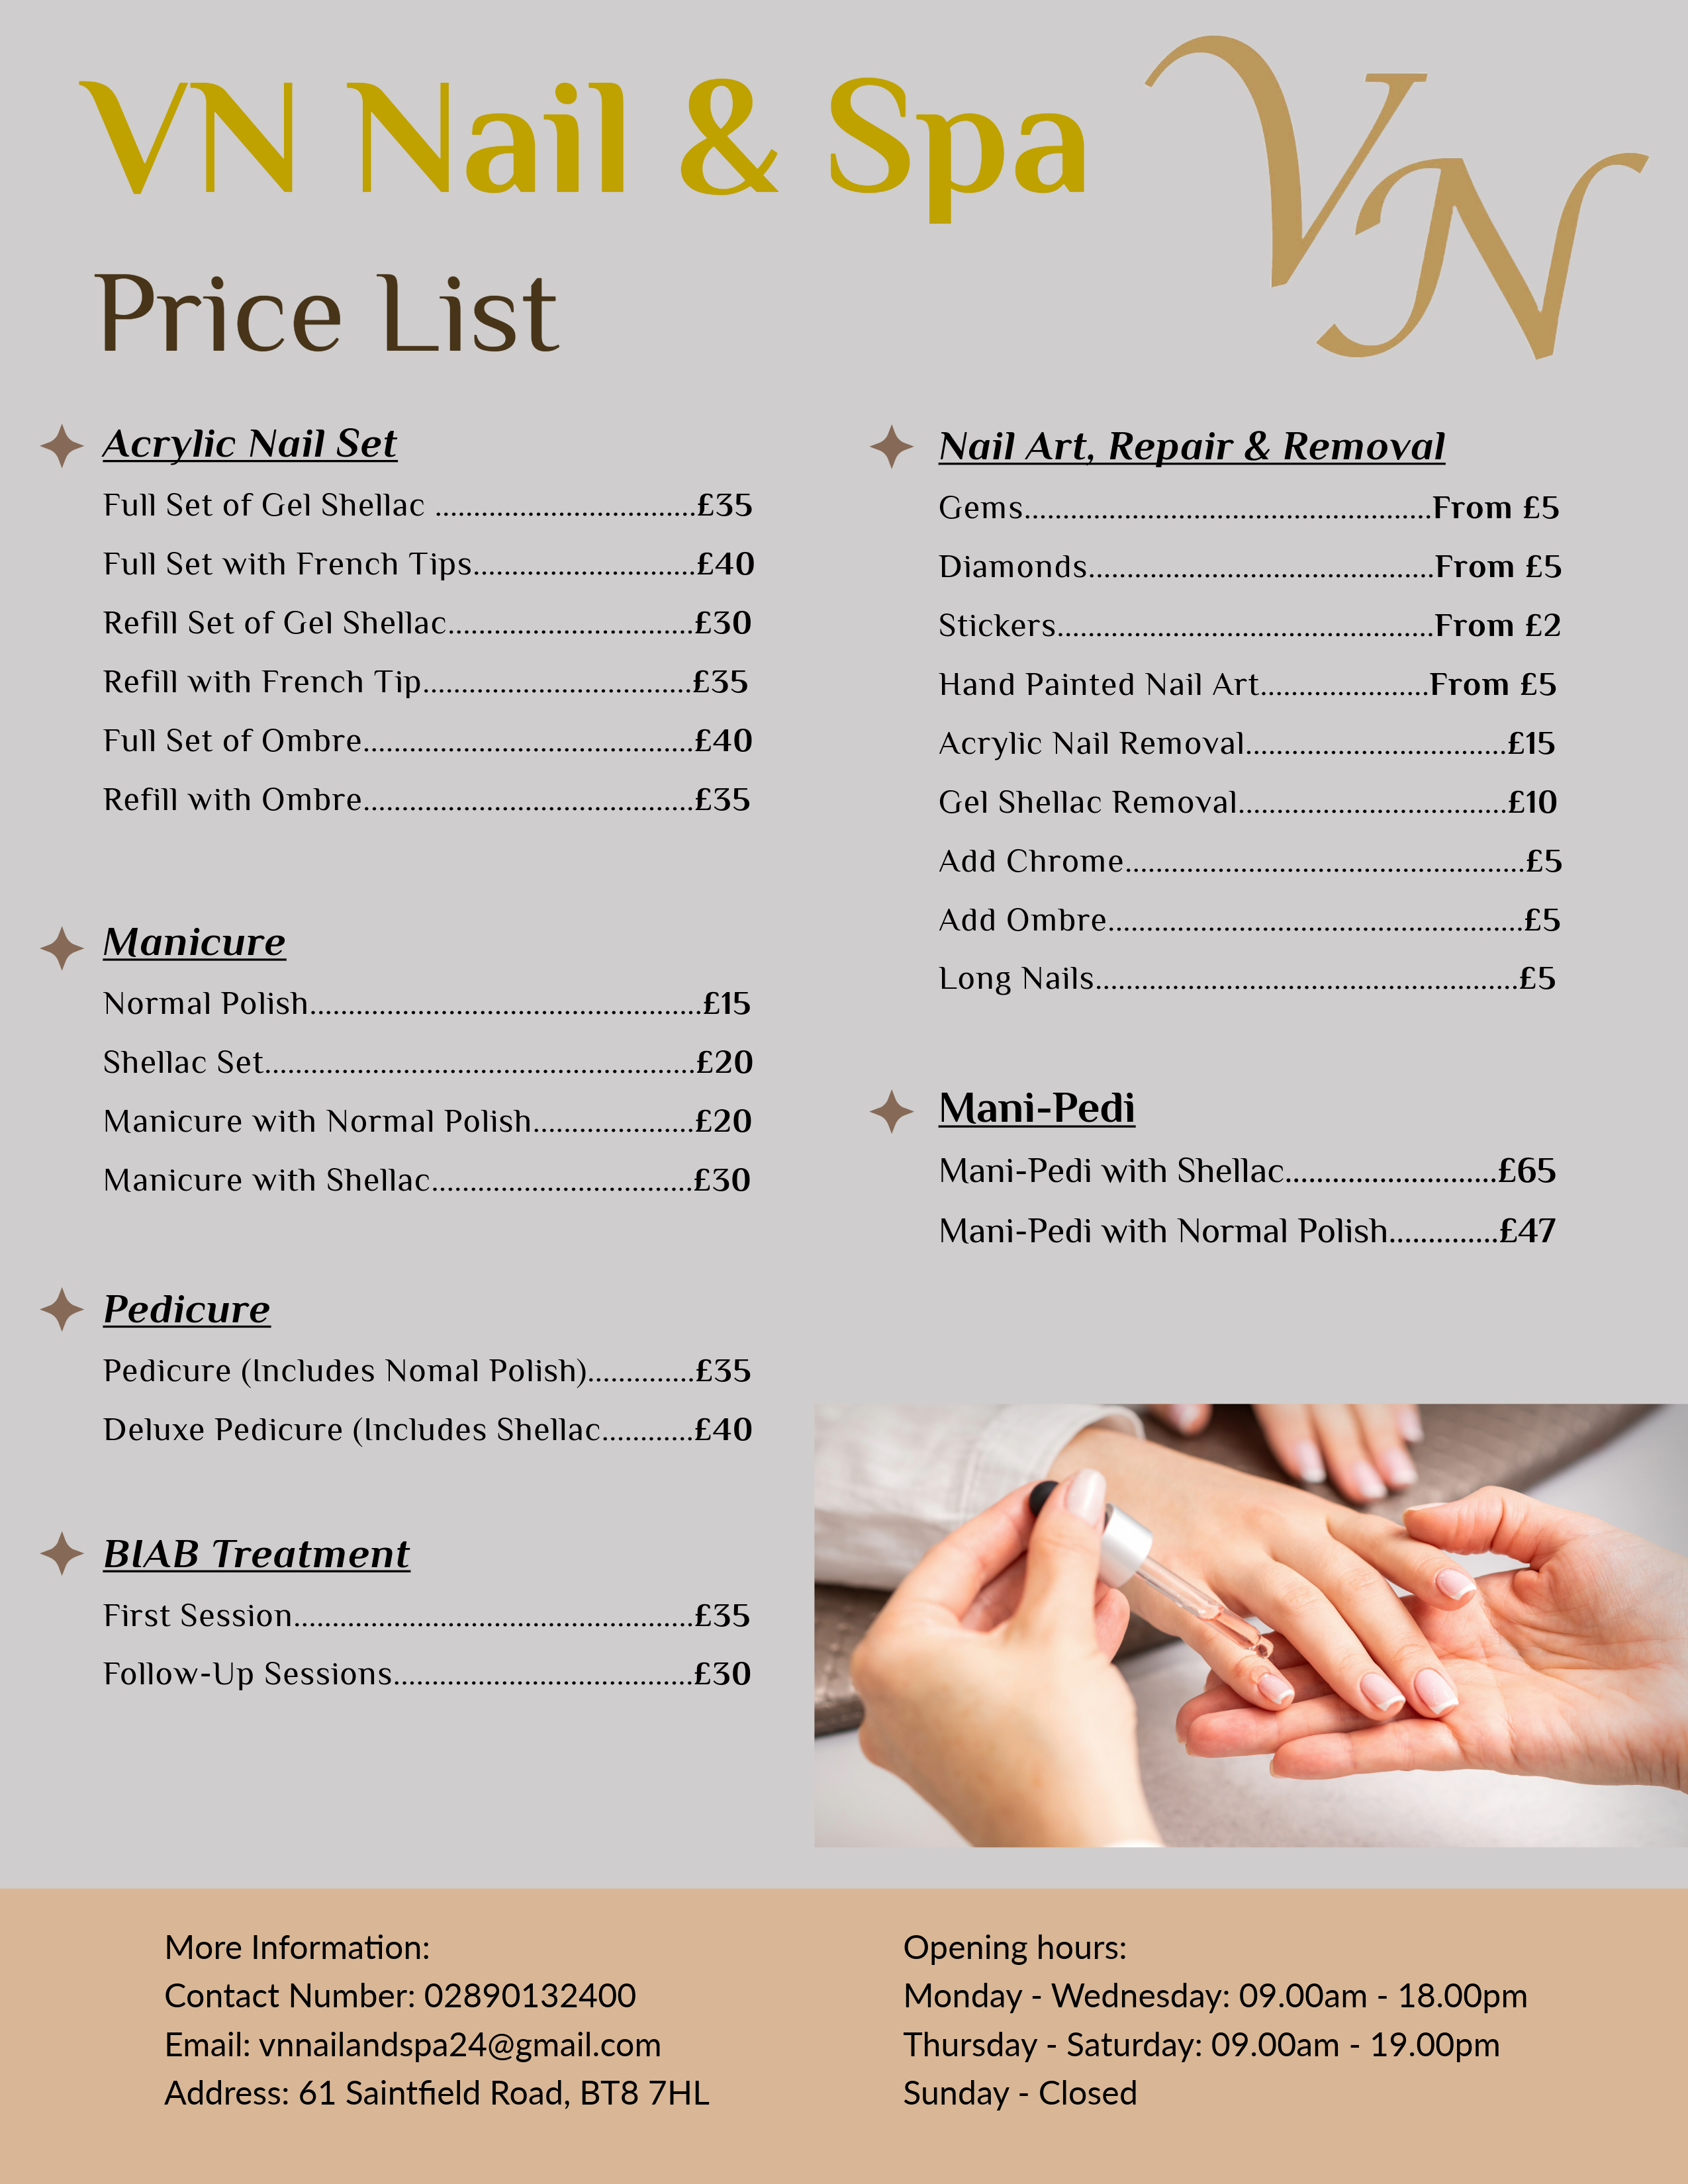 VN Nail & Spa
VN
Price List
Acrylic Nail Set
Full Set of Gel Shellac ..................................£35
Full Set with French Tips.............................£40
Refill Set of Gel Shellac................................£30
Refill with French Tip...................................£35
Full Set of Ombre...........................................£40
Refill with Ombre...........................................£35
Manicure
Normal Polish...................................................£15
Shellac Set........................................................£20
Manicure with Normal Polish.....................£20
Manicure with Shellac..................................£30
Pedicure
Pedicure (Includes Nomal Polish)..............£35
Deluxe Pedicure (Includes Shellac............£40
BIAB Treatment
First Session....................................................£35
Follow-Up Sessions.......................................£30
Nail Art, Repair & Removal
Gems.....................................................From £5
Diamonds.............................................From £5
Stickers.................................................From £2
Hand Painted Nail Art......................From £5
Acrylic Nail Removal..................................£15
Gel Shellac Removal...................................£10
Add Chrome....................................................£5
Add Ombre......................................................£5
Long Nails.......................................................£5
Mani-Pedi
Mani-Pedi with Shellac..........................£65
Mani-Pedi with Normal Polish.............£47
More Information:
Contact Number: 02890132400
Email: vnnailandspa24@gmail.com
Address: 61 Saintfield Road, BT8 7HL
Opening hours:
Monday - Wednesday: 09.00am - 18.00pm
Thursday - Saturday: 09.00am - 19.00pm
Sunday - Closed